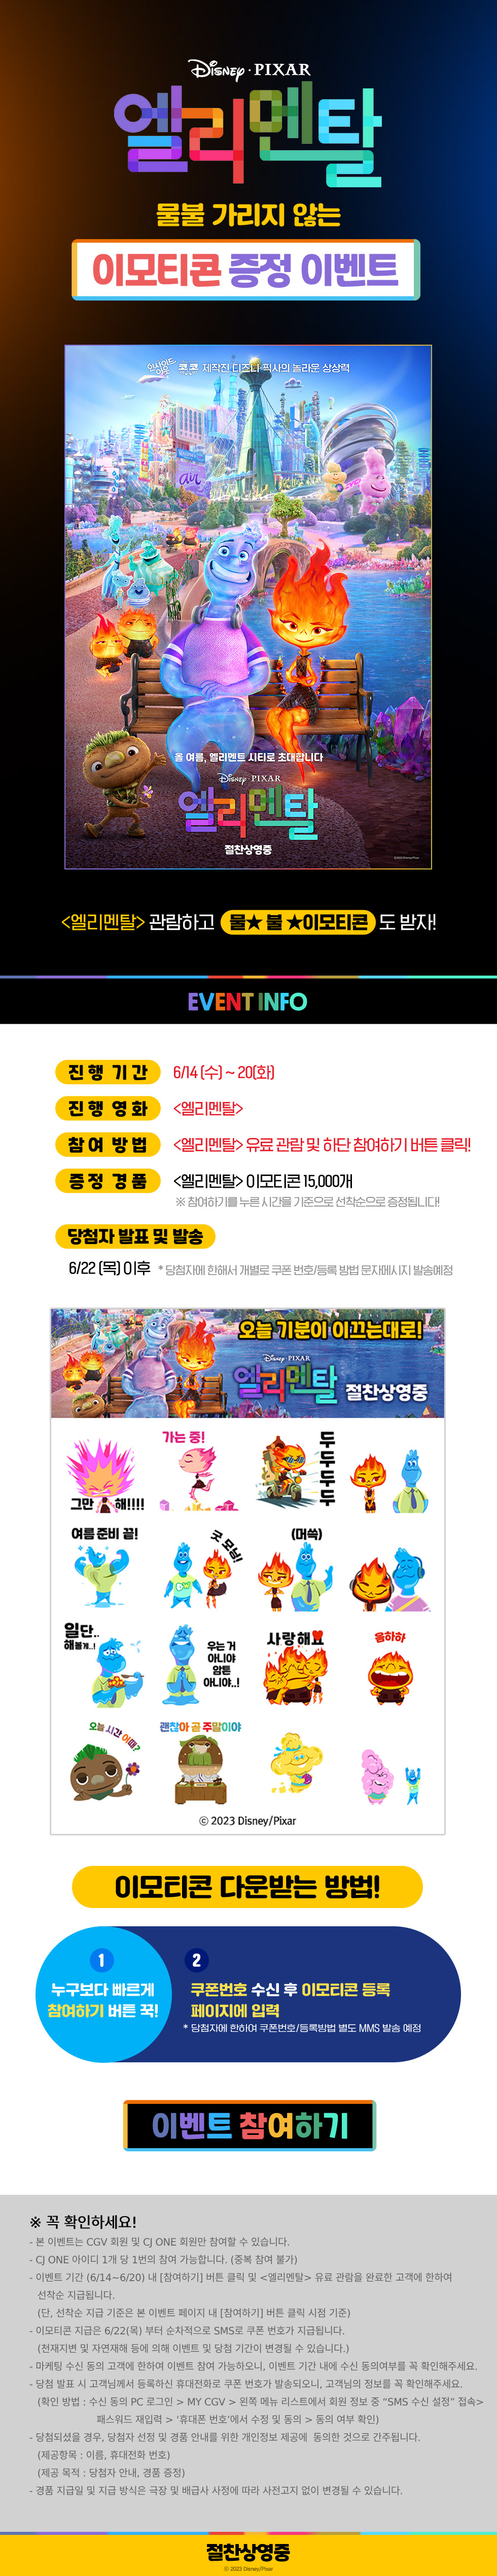 Disney · PIXAR
엘리멘탈
물불 가리지 않는
이모티콘 증정 이벤트
인사이드 아웃 코코 제작진 디즈니·픽사의 놀라운 상상력
air
올 여름, 엘리멘트 시티로 초대합니다
Disney · PIXAR
엘리멘탈
절찬상영중
©2023 Disney/Pixar
<엘리멘탈> 관람하고 물★ 불 ★이모티콘 도 받자!
EVENT INFO
진행 기간 6/14 (수) ~ 20(화)
진행 영화 <엘리멘탈>
참여 방법 <엘리멘탈> 유료 관람 및 하단 참여하기 버튼 클릭!
증정 경품 <엘리멘탈> 이모티콘 15,000개
※ 참여하기를 누른 시간을 기준으로 선착순으로 증정됩니다!
당첨자 발표 및 발송
6/22 (목) 이후 * 당첨자에 한해서 개별로 쿠폰 번호/등록 방법 문자메시지 발송예정
오늘 기분이 이끄는대로!
Disney · PIXAR
엘리멘탈 절찬상영중
그만 해!!!!
가는 중!
두두두두
여름 준비 끝!
굿 모닝!
(머쓱)
일단..
해볼게..!
우는 거
아니야
암튼
아니야..!
사랑해요
음하하
오늘 시간 어때?
괜찮아 곧 주말이야
© 2023 Disney/Pixar
이모티콘 다운받는 방법!
1
누구보다 빠르게
참여하기 버튼 꾹!
2
쿠폰번호 수신 후 이모티콘 등록
페이지에 입력
* 당첨자에 한하여 쿠폰번호/등록방법 별도 MMS 발송 예정
이벤트 참여하기
※ 꼭 확인하세요!
- 본 이벤트는 CGV 회원 및 CJ ONE 회원만 참여할 수 있습니다.
- CJ ONE 아이디 1개 당 1번의 참여 가능합니다. (중복 참여 불가)
- 이벤트 기간 (6/14~6/20) 내 [참여하기] 버튼 클릭 및 <엘리멘탈> 유료 관람을 완료한 고객에 한하여
선착순 지급됩니다.
(단, 선착순 지급 기준은 본 이벤트 페이지 내 [참여하기] 버튼 클릭 시점 기준)
- 이모티콘 지급은 6/22(목) 부터 순차적으로 SMS로 쿠폰 번호가 지급됩니다.
(천재지변 및 자연재해 등에 의해 이벤트 및 당첨 기간이 변경될 수 있습니다.)
- 마케팅 수신 동의 고객에 한하여 이벤트 참여 가능하오니, 이벤트 기간 내에 수신 동의여부를 꼭 확인해주세요.
- 당첨 발표 시 고객님께서 등록하신 휴대전화로 쿠폰 번호가 발송되오니, 고객님의 정보를 꼭 확인해주세요.
(확인 방법 : 수신 동의 PC 로그인 > MY CGV > 왼쪽 메뉴 리스트에서 회원 정보 중 “SMS 수신 설정” 접속>
패스워드 재입력 > ‘휴대폰 번호’에서 수정 및 동의 > 동의 여부 확인)
- 당첨되셨을 경우, 당첨자 선정 및 경품 안내를 위한 개인정보 제공에 동의한 것으로 간주됩니다.
(제공항목 : 이름, 휴대전화 번호)
(제공 목적 : 당첨자 안내, 경품 증정)
- 경품 지급일 및 지급 방식은 극장 및 배급사 사정에 따라 사전고지 없이 변경될 수 있습니다.
절찬상영중
© 2023 Disney/Pixar